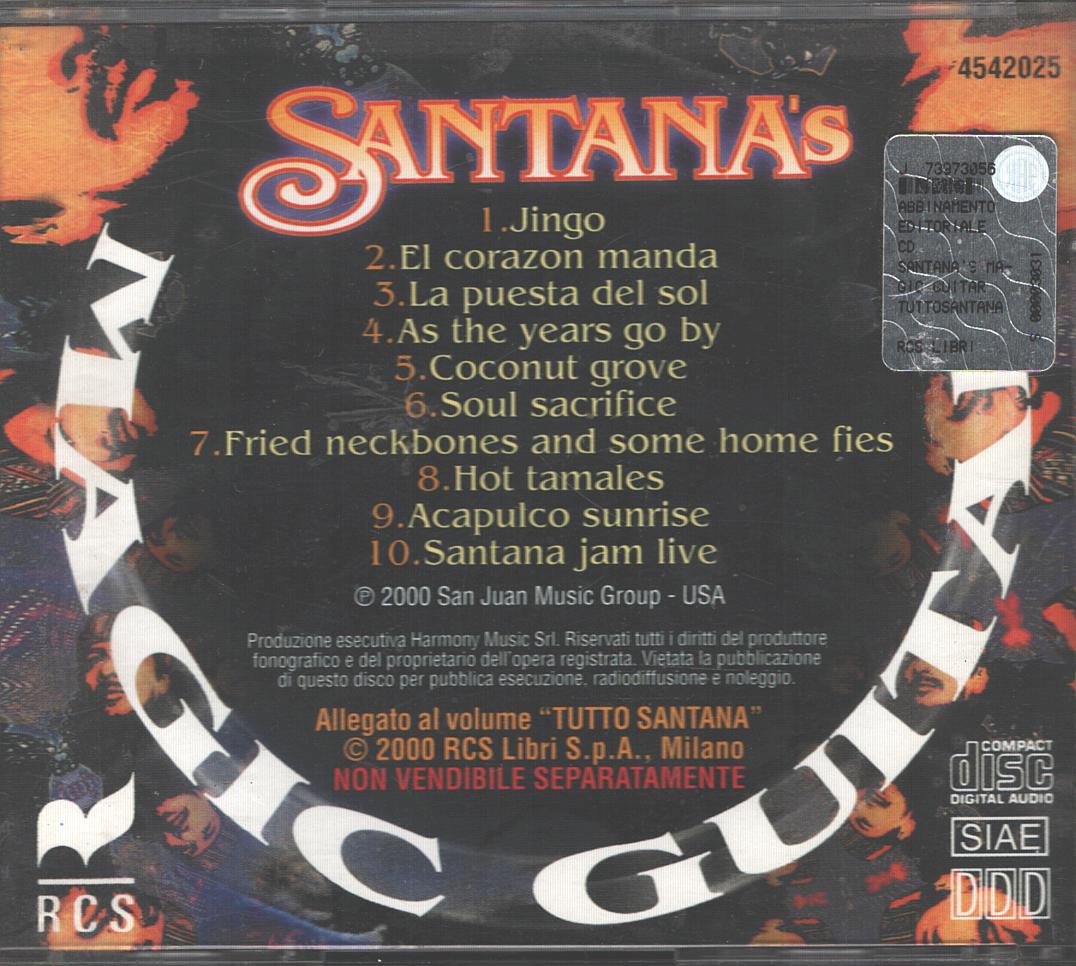 4542025
SANTANA's
1.Jingo
2.El corazon manda
3.La puesta del sol
4.As the years go by
5.Coconut grove
6.Soul sacrifice
7.Fried neckbones and some home fies
8.Hot tamales
9.Acapulco sunrise
10.Santana jam live
℗ 2000 San Juan Music Group - USA
Produzione esecutiva Harmony Music Srl. Riservati tutti i diritti del produttore
fonografico e del proprietario dell'opera registrata. Vietata la pubblicazione
di questo disco per pubblica esecuzione, radiodiffusione e noleggio.
Allegato al volume “TUTTO SANTANA”
© 2000 RCS Libri S.p.A., Milano
NON VENDIBILE SEPARATAMENTE
MAGIC GUITA
J 73973056
ABBINAMENTO
EDITORIALE
CD
SANTANA'S MA-
GIC GUITAR
TUTTOSANTANA
RCS LIBRI
RCS
COMPACT
disc
DIGITAL AUDIO
SIAE
DDD